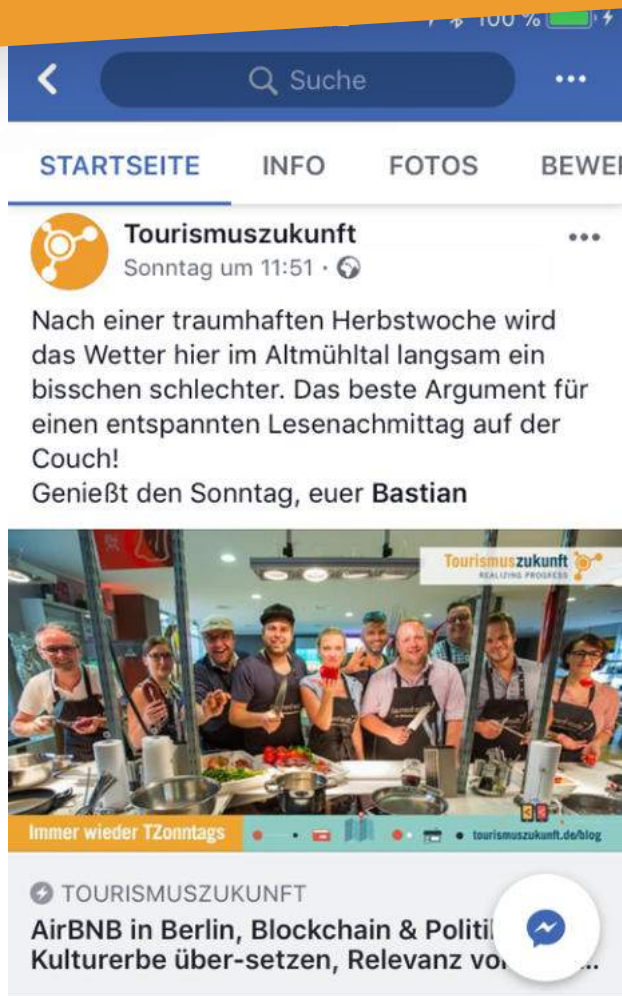 100 %
Suche
STARTSEITE INFO FOTOS BEWE
Tourismuszukunft
Sonntag um 11:51 ·
Nach einer traumhaften Herbstwoche wird
das Wetter hier im Altmühltal langsam ein
bisschen schlechter. Das beste Argument für
einen entspannten Lesenachmittag auf der
Couch!
Genießt den Sonntag, euer Bastian
Tourismuszukunft
REALIZING PROGRESS
Immer wieder TZonntags
tourismuszukunft.de/blog
TOURISMUSZUKUNFT
AirBNB in Berlin, Blockchain & Politi
Kulturerbe über-setzen, Relevanz vo ...